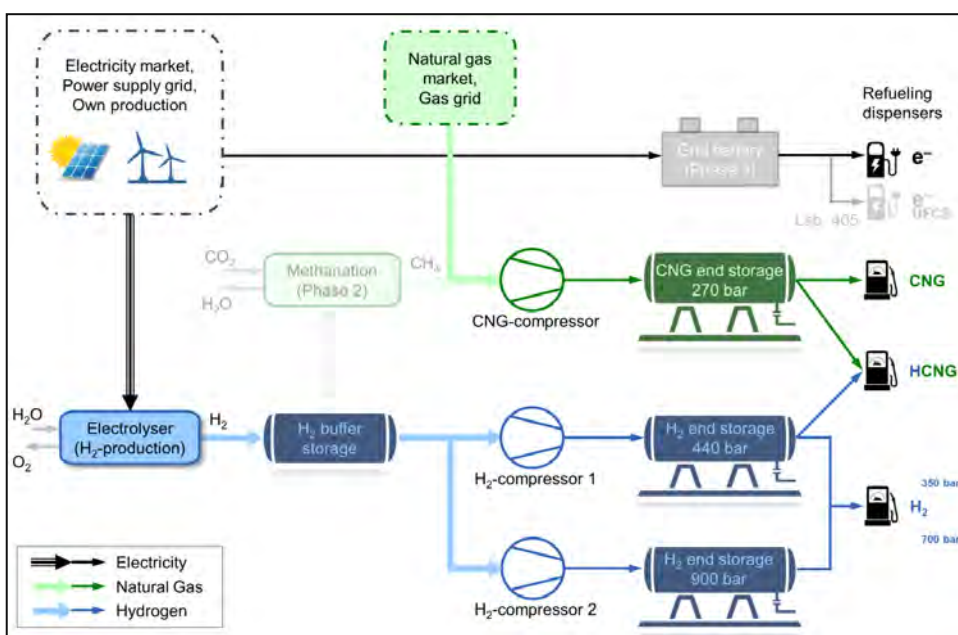 Electricity market,
Power supply grid,
Own production
Natural gas
market,
Gas grid
Refueling
dispensers
Grid battery
(Phase 1)
e⁻
e⁻
UFCS
Lab 405
CO₂
H₂O
Methanation
(Phase 2)
CH₄
CNG-compressor
CNG end storage
270 bar
CNG
HCNG
H₂O
O₂
Electrolyser
(H₂-production)
H₂
H₂ buffer
storage
H₂-compressor 1
H₂ end storage
440 bar
350 bar
H₂
700 bar
H₂-compressor 2
H₂ end storage
900 bar
Electricity
Natural Gas
Hydrogen